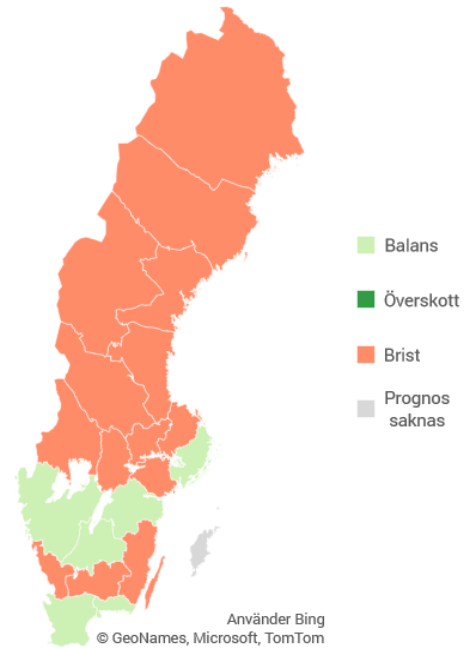 Balans
Överskott
Brist
Prognos
saknas
Använder Bing
© GeoNames, Microsoft, TomTom